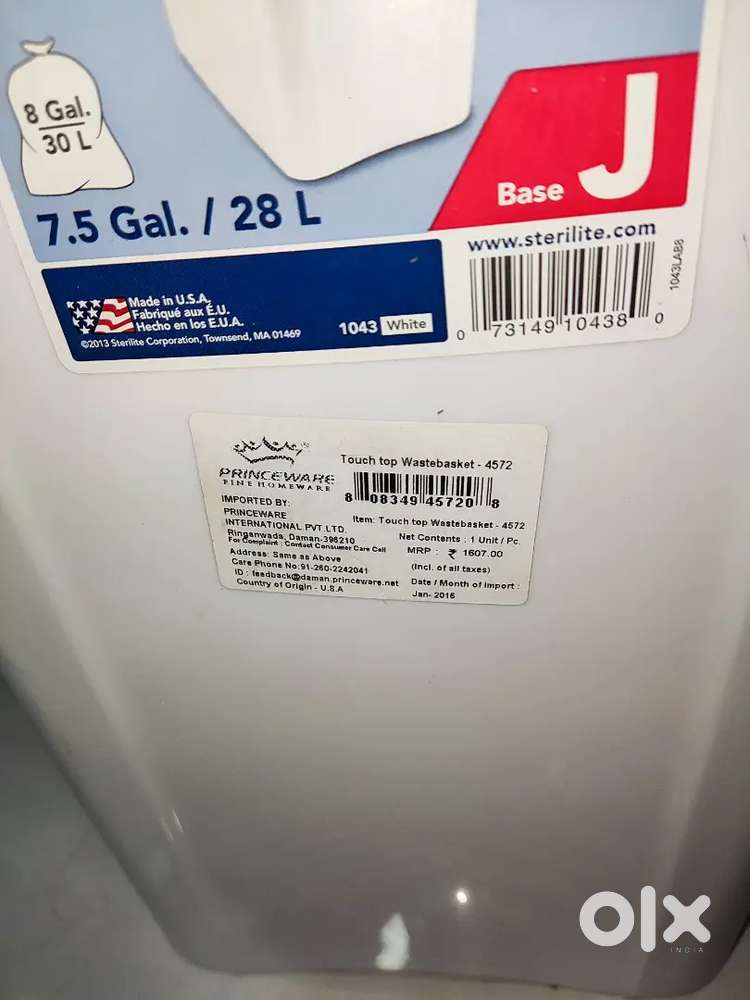 8 Gal.
30 L
7.5 Gal. / 28 L
Base J
www.sterilite.com
Made in U.S.A.
Fabriqué aux É.U.
Hecho en los E.U.A.
©2013 Sterilite Corporation, Townsend, MA 01469
1043 White
0 73149 10438 0
1043LAB8
PRINCEWARE
FINE HOMEWARE
Touch top Wastebasket - 4572
8 08349 45720 8
IMPORTED BY:
PRINCEWARE
INTERNATIONAL PVT.LTD.
Ringanwada, Daman-396210
For Complaint : Contact Consumer Care Cell
Address: Same as Above
Care Phone No:91-260-2242041
ID : feedback@daman.princeware.net
Country of Origin - U.S.A
Item: Touch top Wastebasket - 4572
Net Contents : 1 Unit / Pc.
MRP : ₹ 1607.00
(Incl. of all taxes)
Date / Month of Import :
Jan- 2016
olx
INDIA